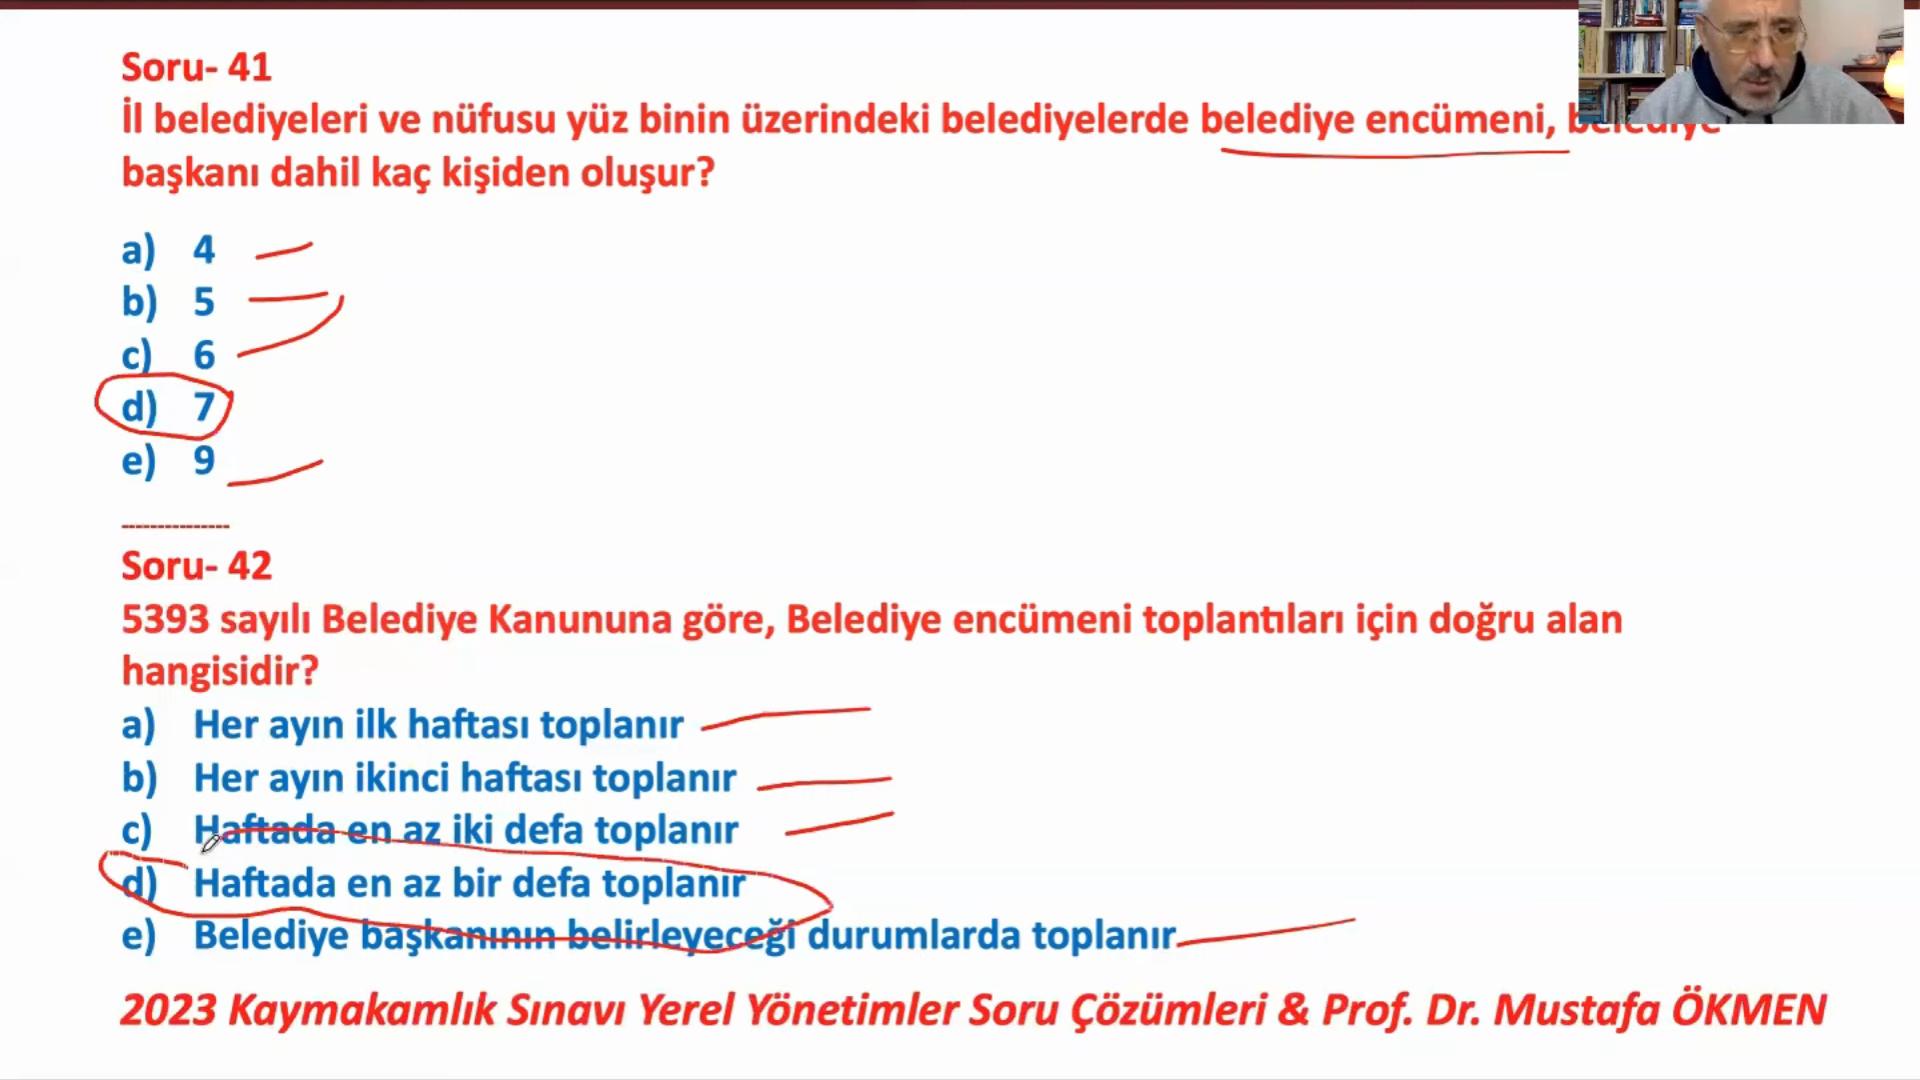 Soru- 41
İl belediyeleri ve nüfusu yüz binin üzerindeki belediyelerde belediye encümeni, belediye
başkanı dahil kaç kişiden oluşur?
a) 4
b) 5
c) 6
d) 7
e) 9
---------------
Soru- 42
5393 sayılı Belediye Kanununa göre, Belediye encümeni toplantıları için doğru alan
hangisidir?
a) Her ayın ilk haftası toplanır
b) Her ayın ikinci haftası toplanır
c) Haftada en az iki defa toplanır
d) Haftada en az bir defa toplanır
e) Belediye başkanının belirleyeceği durumlarda toplanır
2023 Kaymakamlık Sınavı Yerel Yönetimler Soru Çözümleri & Prof. Dr. Mustafa ÖKMEN